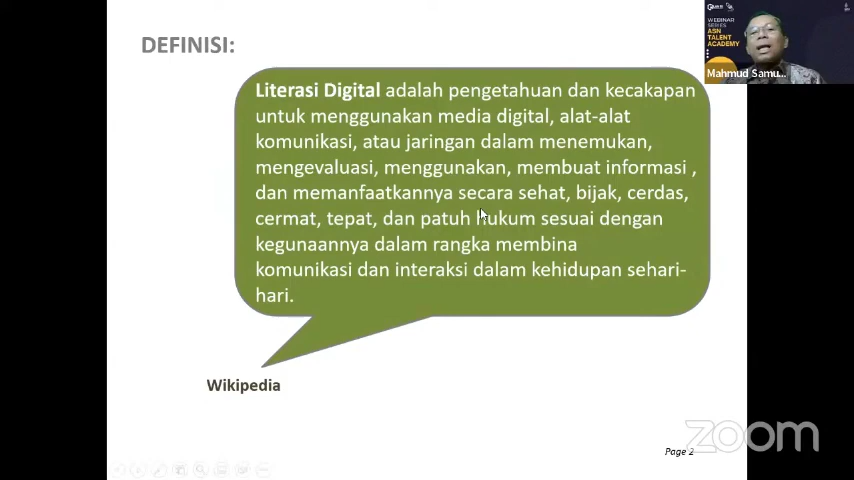 DEFINISI:
Literasi Digital adalah pengetahuan dan kecakapan
untuk menggunakan media digital, alat-alat
komunikasi, atau jaringan dalam menemukan,
mengevaluasi, menggunakan, membuat informasi ,
dan memanfaatkannya secara sehat, bijak, cerdas,
cermat, tepat, dan patuh hukum sesuai dengan
kegunaannya dalam rangka membina
komunikasi dan interaksi dalam kehidupan sehari-
hari.
Wikipedia
Page 2
zoom
WEBINAR
SERIES
ASN
TALENT
ACADEMY
Mahmud Samu...